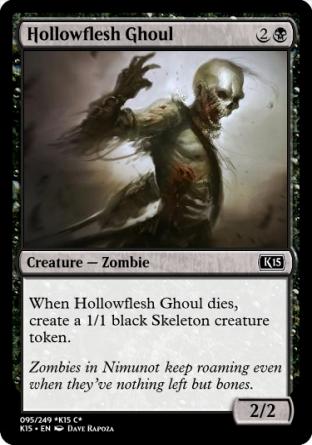 Hollowflesh Ghoul 2
Creature — Zombie K15
When Hollowflesh Ghoul dies,
create a 1/1 black Skeleton creature
token.
Zombies in Nimunot keep roaming even
when they've nothing left but bones.
095/249 *K15 C*
K15 • EN Dave Rapoza
2/2